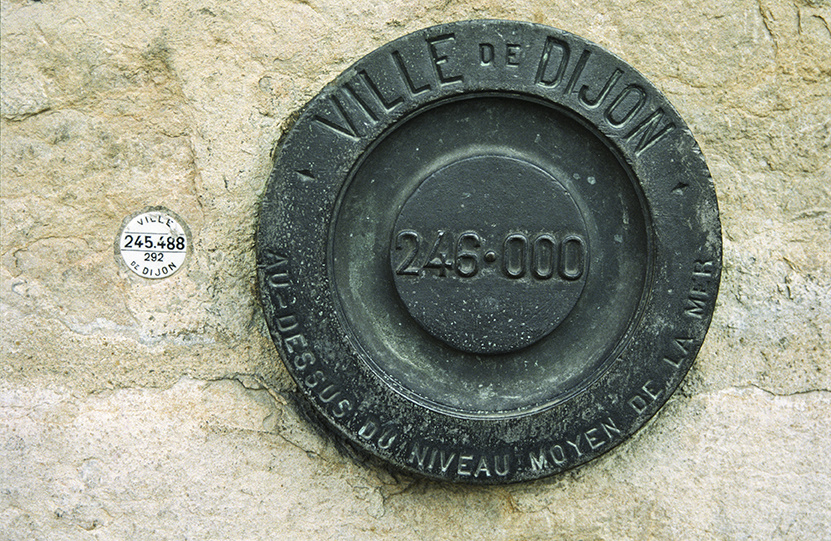 VILLE
245.488
292
DE DIJON
VILLE DE DIJON
246·000
AU-DESSUS DU NIVEAU MOYEN DE LA MER